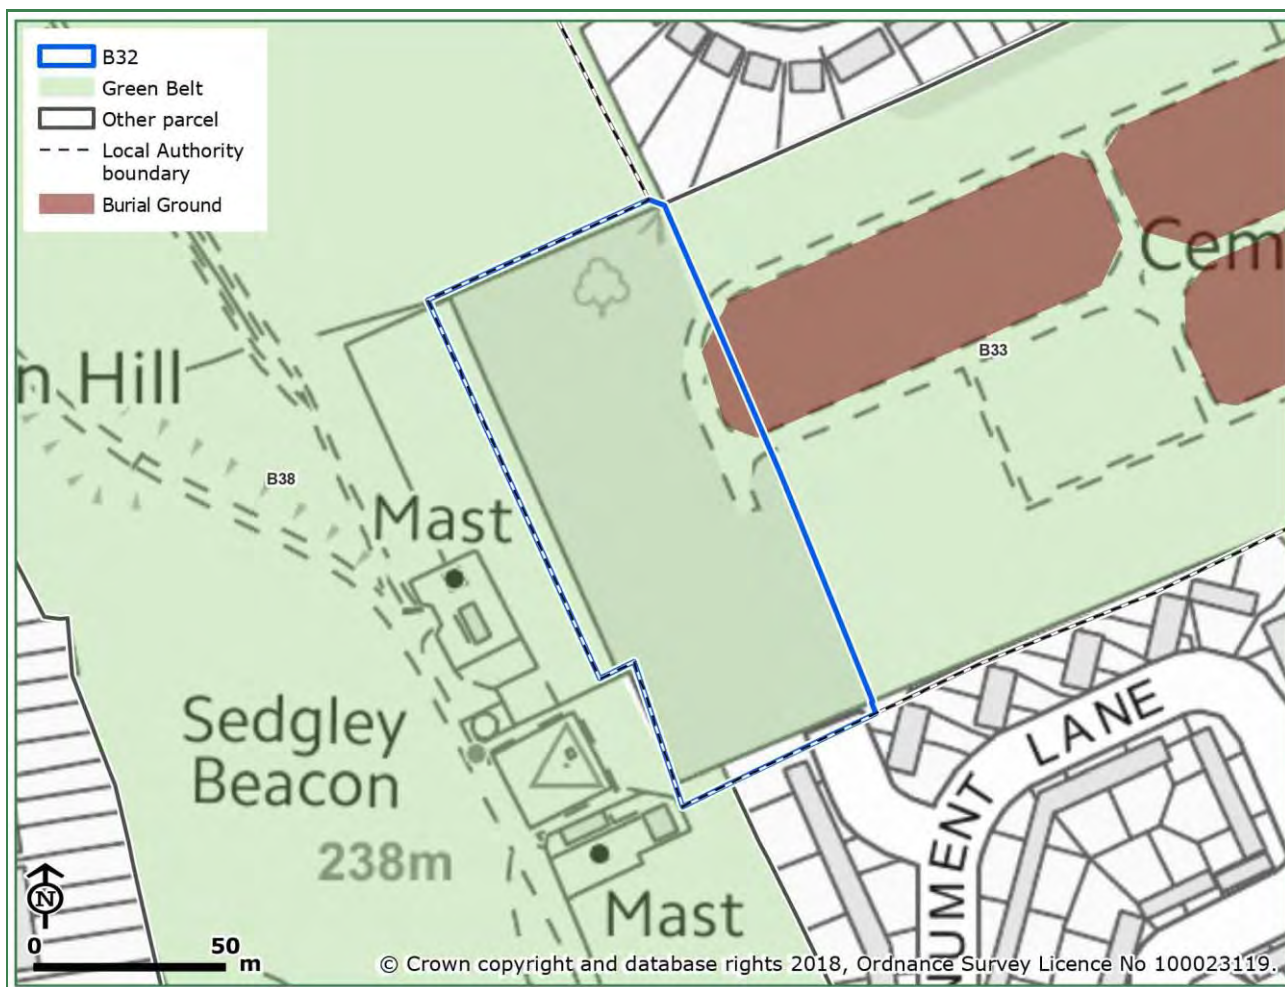 B32
Green Belt
Other parcel
Local Authority
boundary
Burial Ground
Cem
B33
n Hill
B38
Mast
Sedgley
Beacon
238m
Mast
NUMENT LANE
N
0 50 m
© Crown copyright and database rights 2018, Ordnance Survey Licence No 100023119.